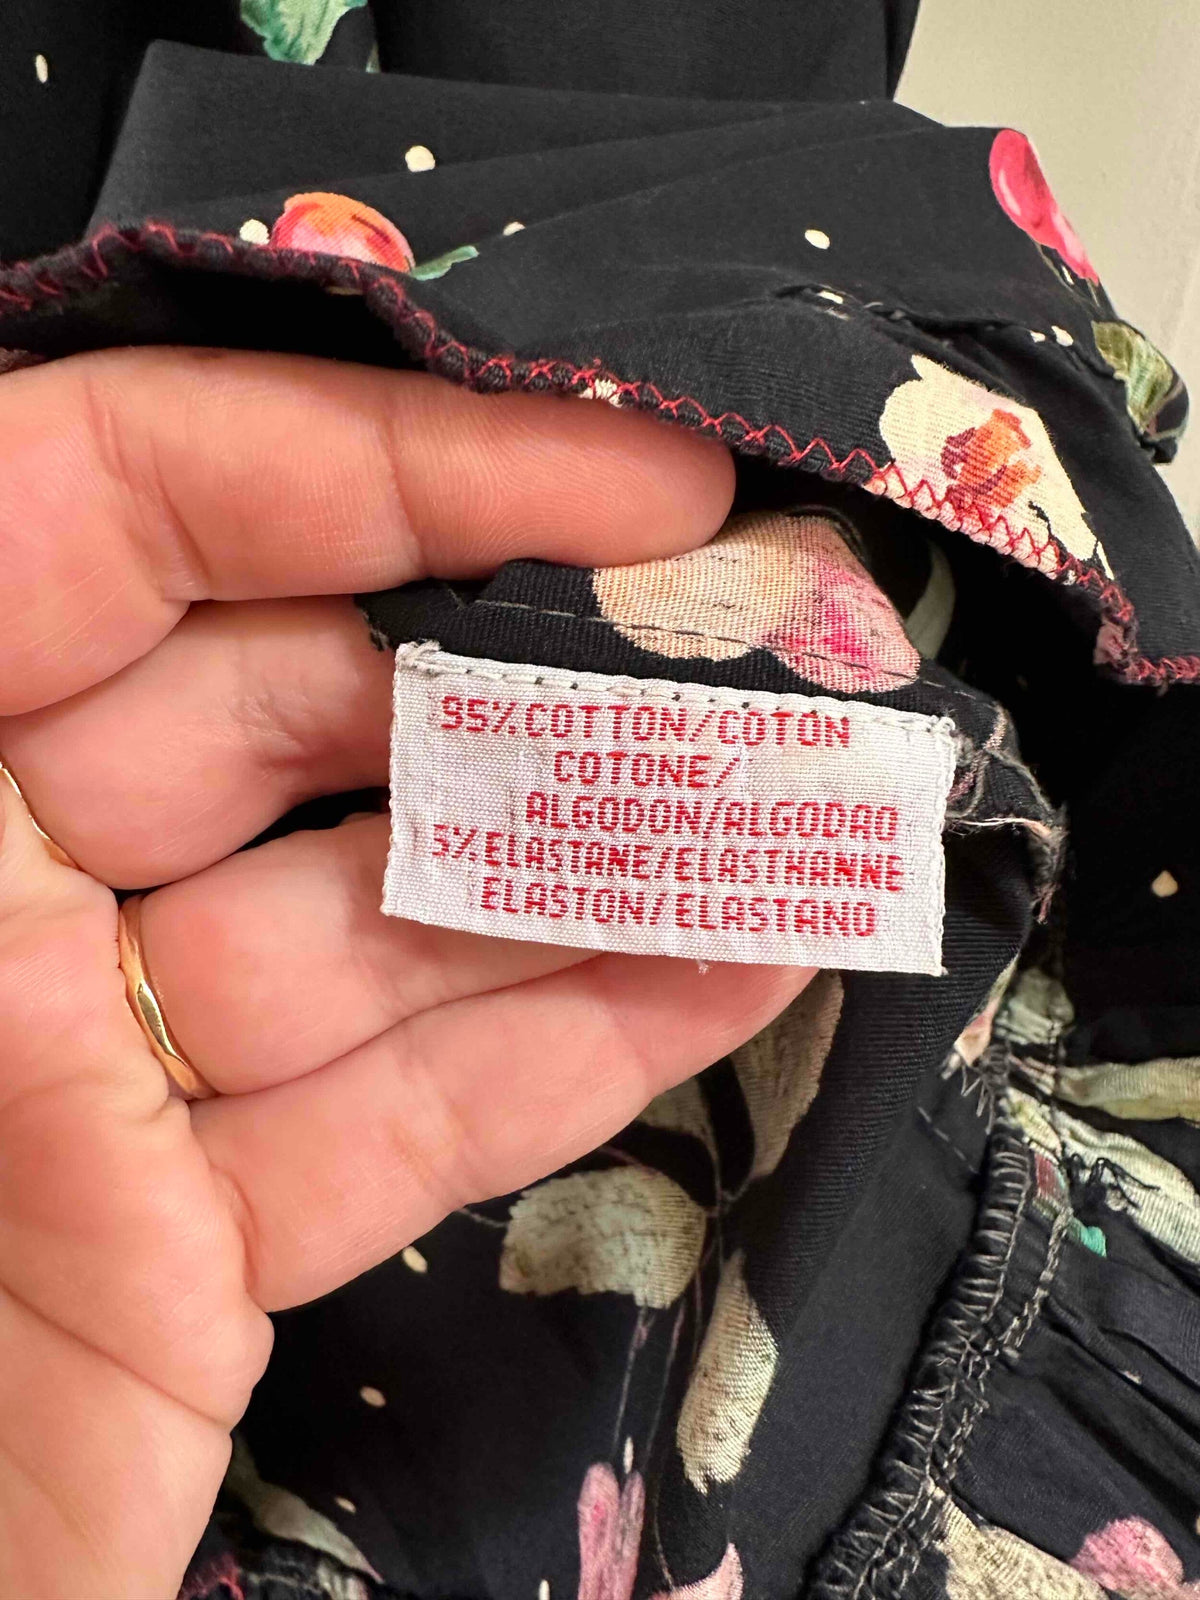 95% COTTON/COTON
COTONE/
ALGODON/ALGODAO
5% ELASTANE/ELASTHANNE
ELASTON/ELASTANO